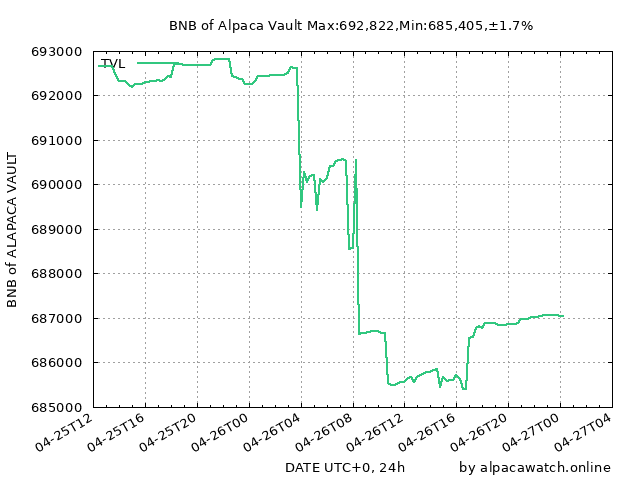 BNB of Alpaca Vault Max:692,822,Min:685,405,±1.7%
693000
TVL
692000
691000
690000
689000
688000
687000
686000
685000
BNB of ALAPACA VAULT
04-25T12
04-25T16
04-25T20
04-26T00
04-26T04
04-26T08
04-26T12
04-26T16
04-26T20
04-27T00
04-27T04
DATE UTC+0, 24h
by alpacawatch.online